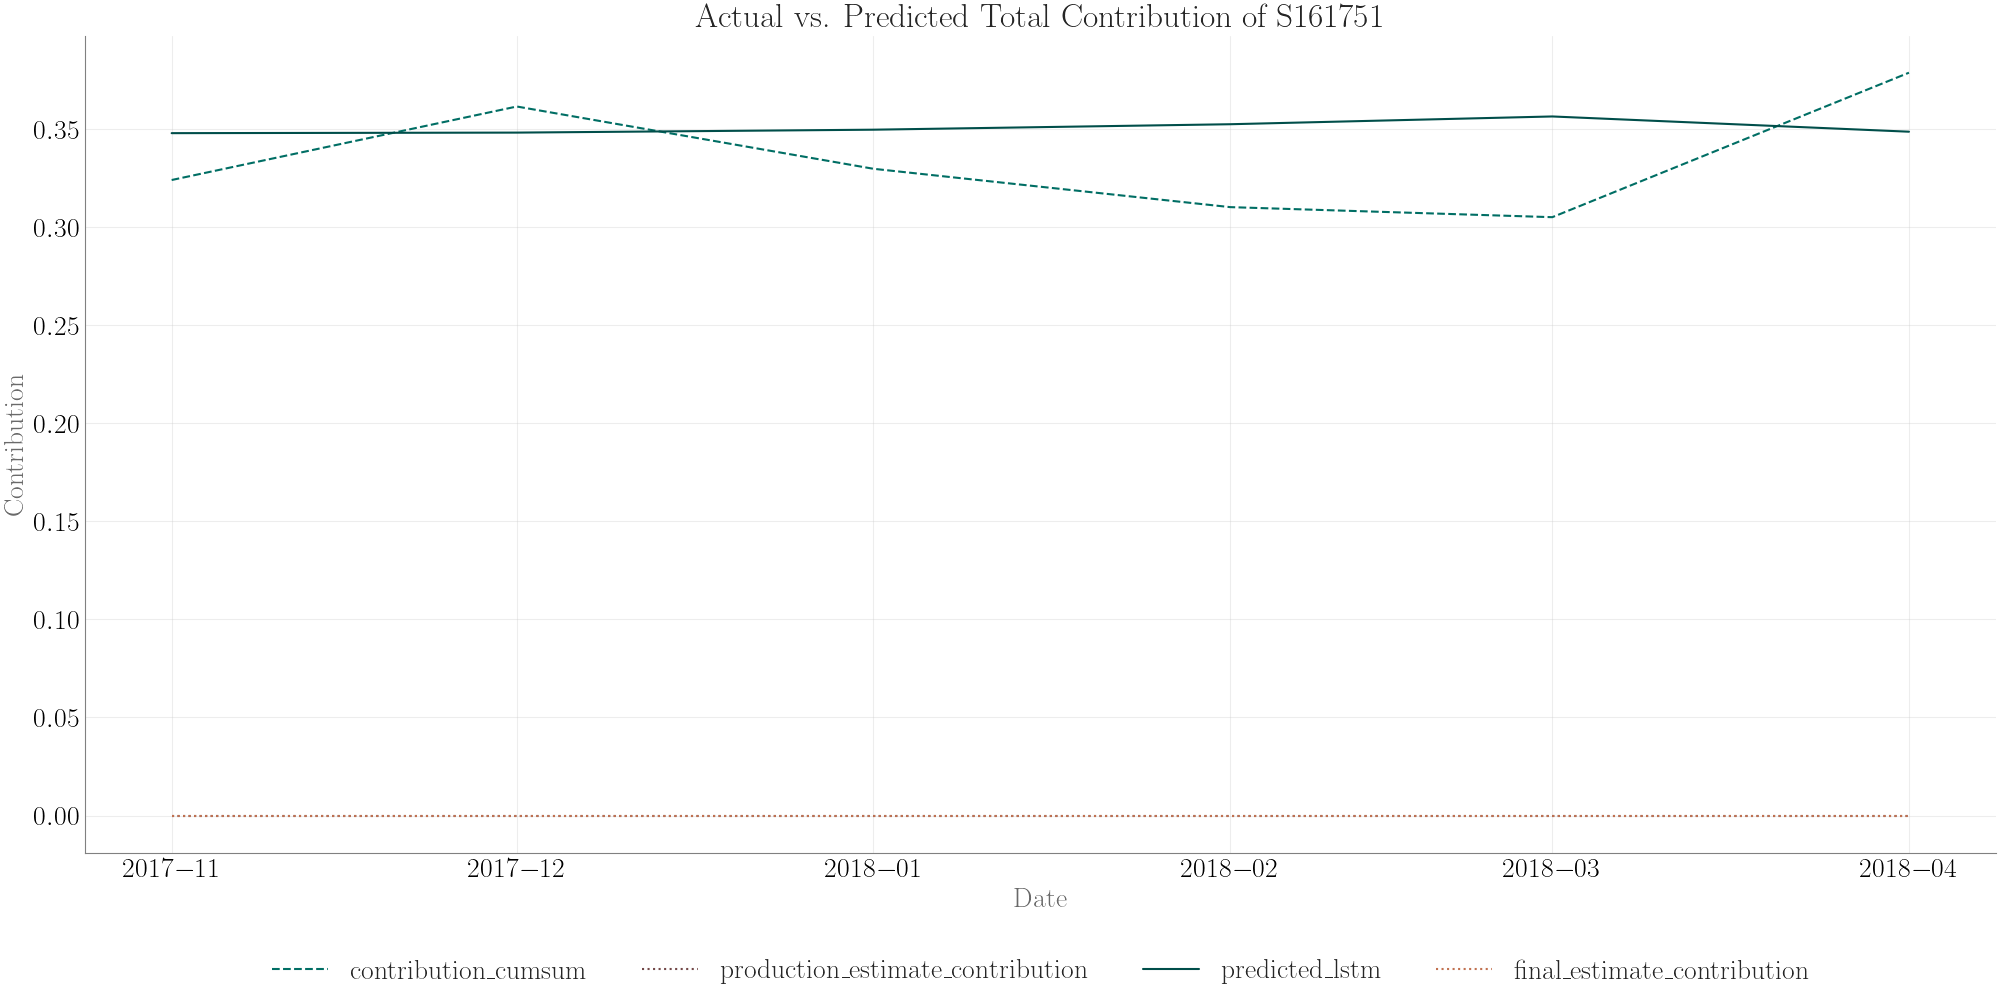 Actual vs. Predicted Total Contribution of S161751
Contribution
0.35
0.30
0.25
0.20
0.15
0.10
0.05
0.00
2017–11 2017–12 2018–01 2018–02 2018–03 2018–04
Date
contribution_cumsum production_estimate_contribution predicted_lstm final_estimate_contribution